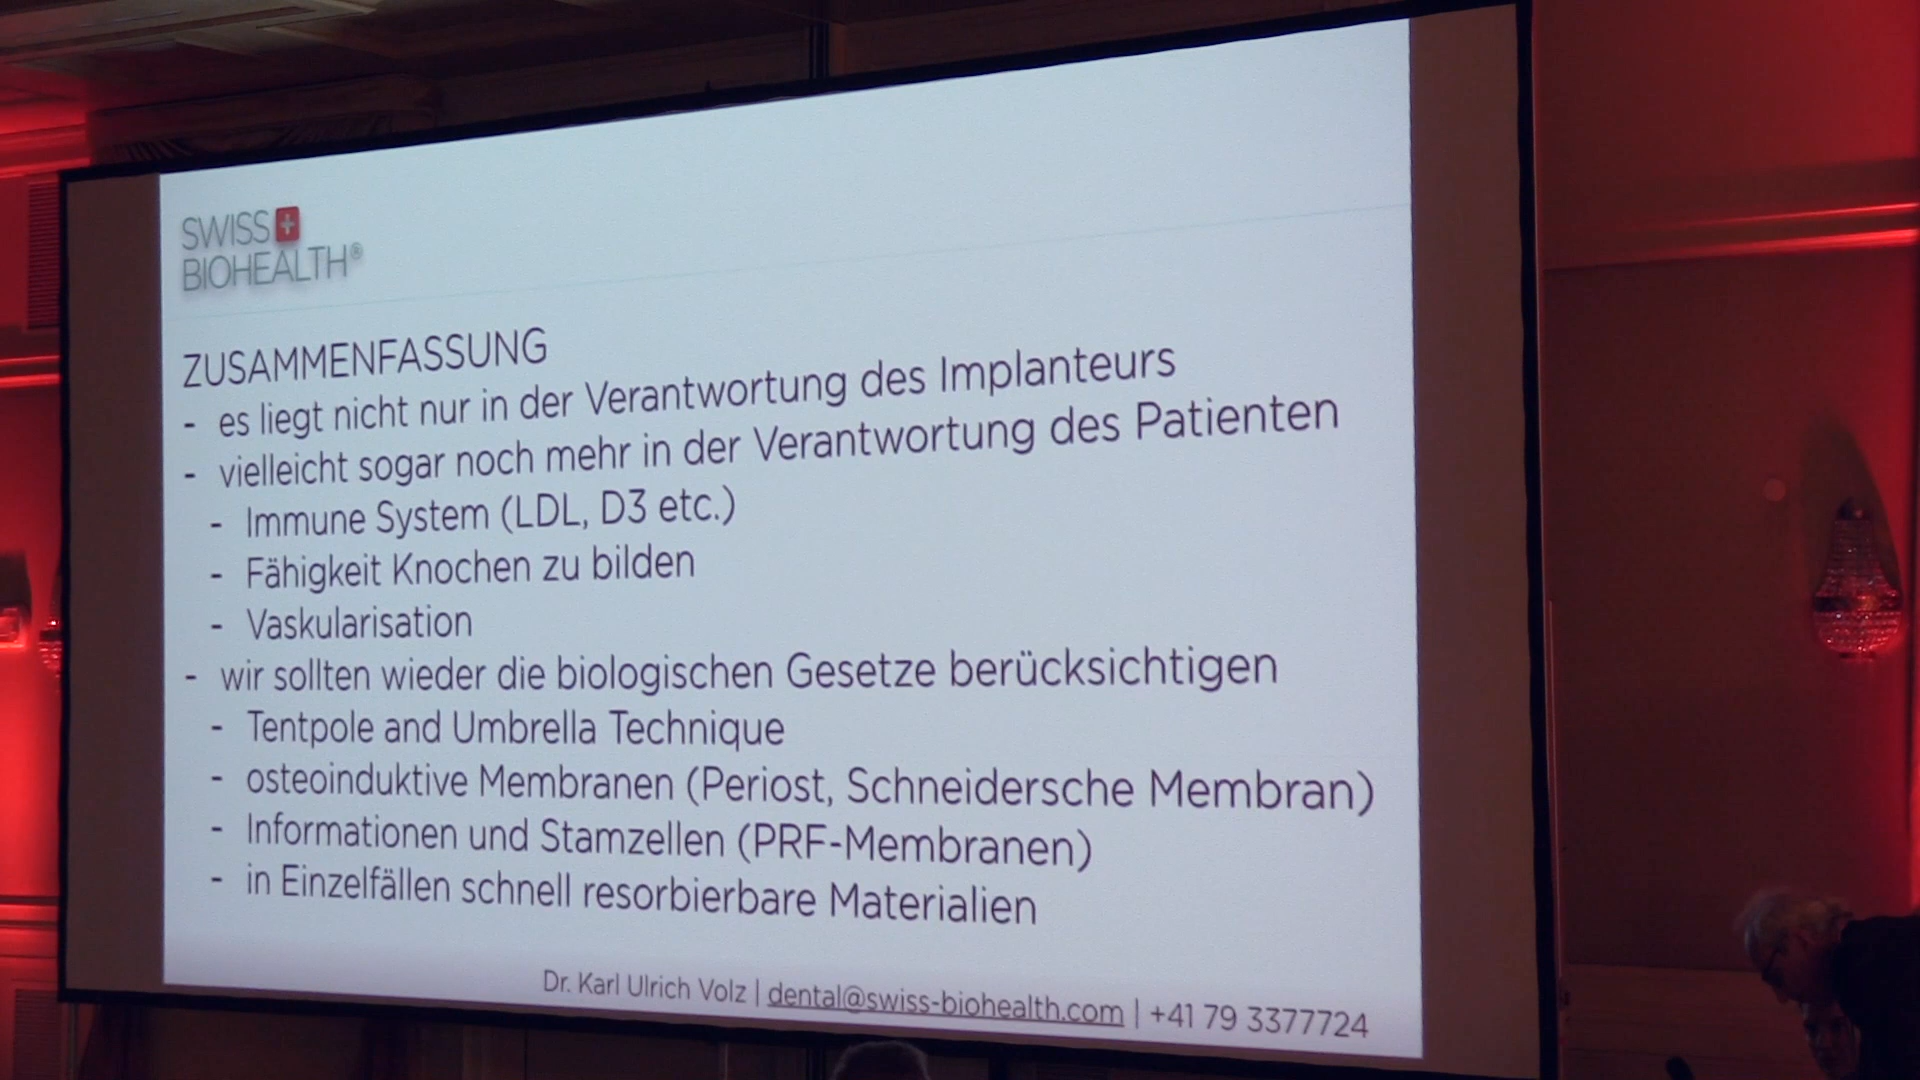 SWISS
BIOHEALTH®
ZUSAMMENFASSUNG
- es liegt nicht nur in der Verantwortung des Implanteurs
- vielleicht sogar noch mehr in der Verantwortung des Patienten
- Immune System (LDL, D3 etc.)
- Fähigkeit Knochen zu bilden
- Vaskularisation
- wir sollten wieder die biologischen Gesetze berücksichtigen
- Tentpole and Umbrella Technique
- osteoinduktive Membranen (Periost, Schneidersche Membran)
- Informationen und Stamzellen (PRF-Membranen)
- in Einzelfällen schnell resorbierbare Materialien
Dr. Karl Ulrich Volz | dental@swiss-biohealth.com | +41 79 3377724